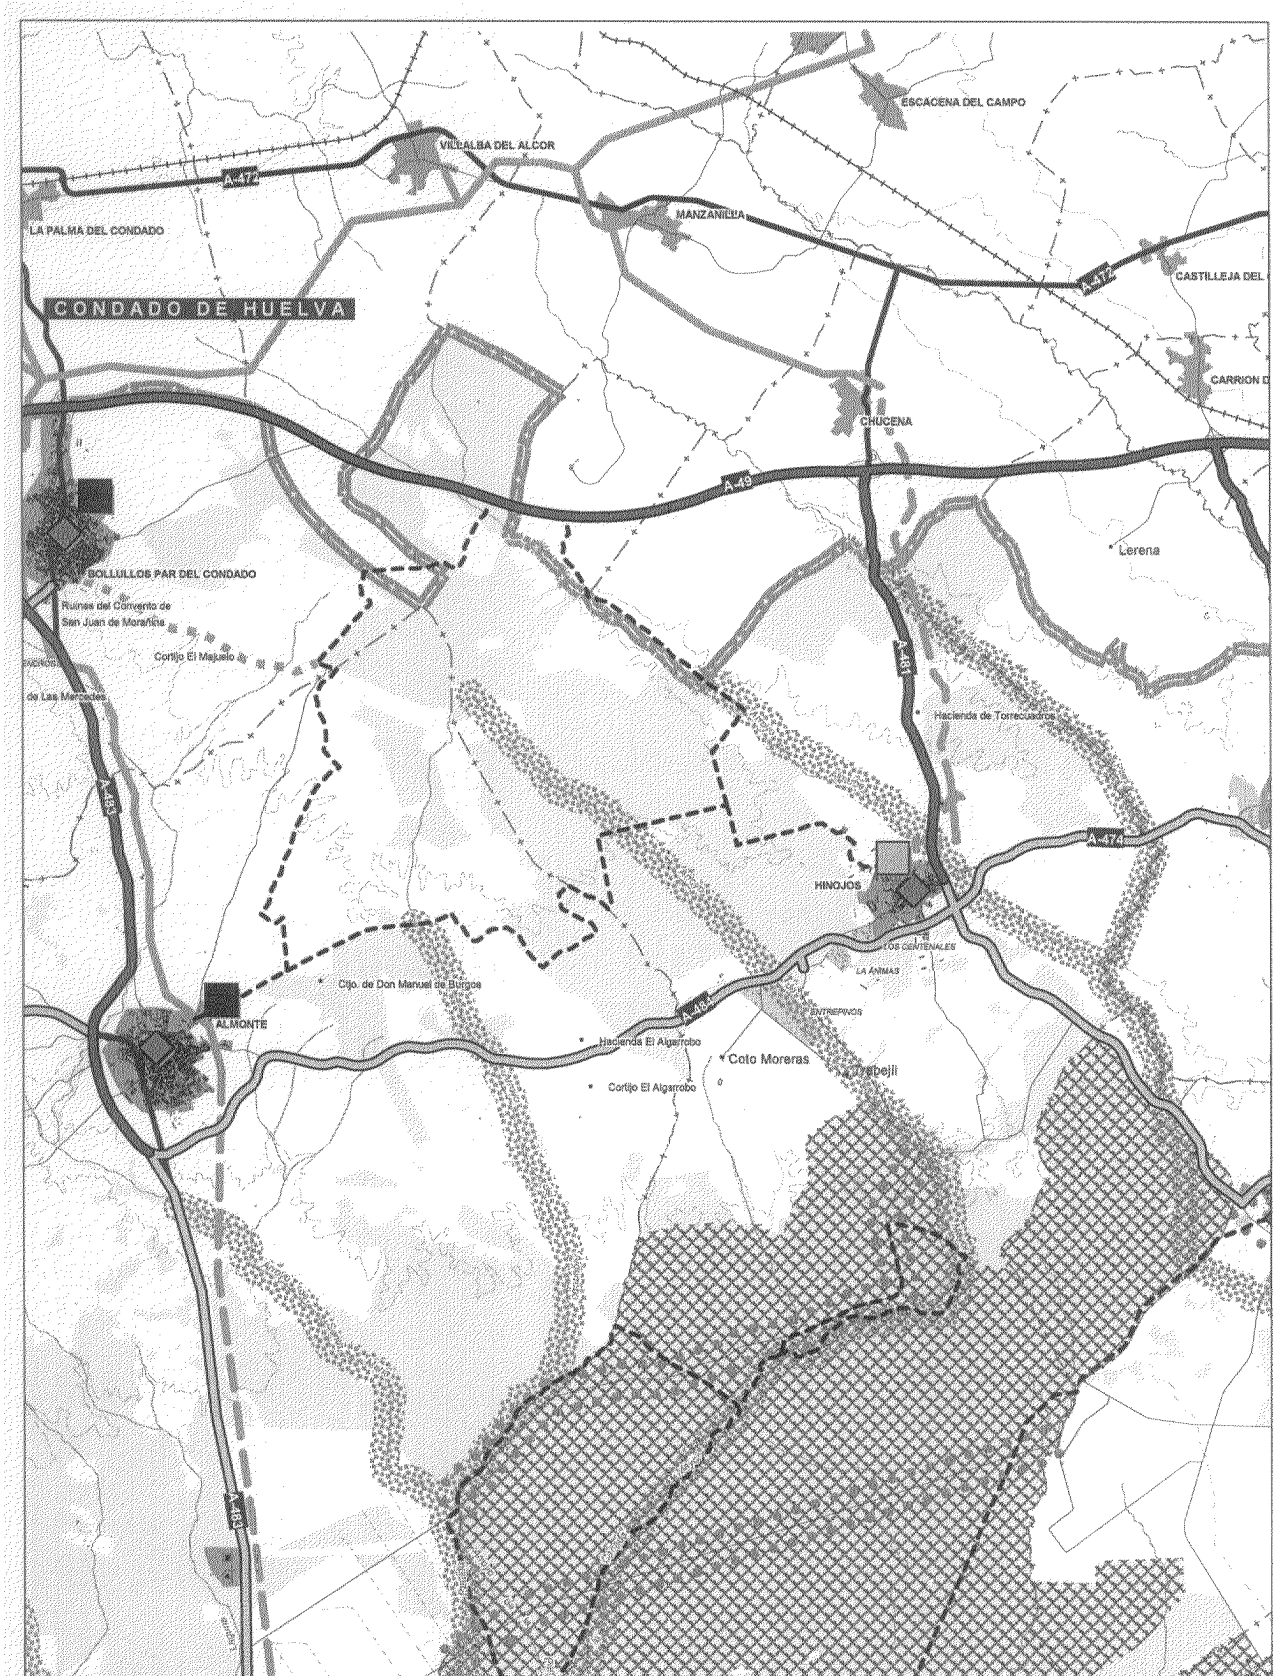 ESCACENA DEL CAMPO
VILLALBA DEL ALCOR
A-472
MANZANILLA
LA PALMA DEL CONDADO
A-472
CASTILLEJA DEL
CONDADO DE HUELVA
CARRION D
CHUCENA
A-49
Lerena
BOLLULLOS PAR DEL CONDADO
Ruinas del Convento de
San Juan de Morañina
Cortijo El Majuelo
A-481
de Las Mercedes
Hacienda de Torrecuadros
A-483
A-474
HINOJOS
LOS CENTENALES
LA ANIMAS
Ctijo. de Don Manuel de Burgos
A-484
ENTREPINOS
ALMONTE
Hacienda El Algarrobo
Coto Moreras
Trabejil
Cortijo El Algarrobo
A-483